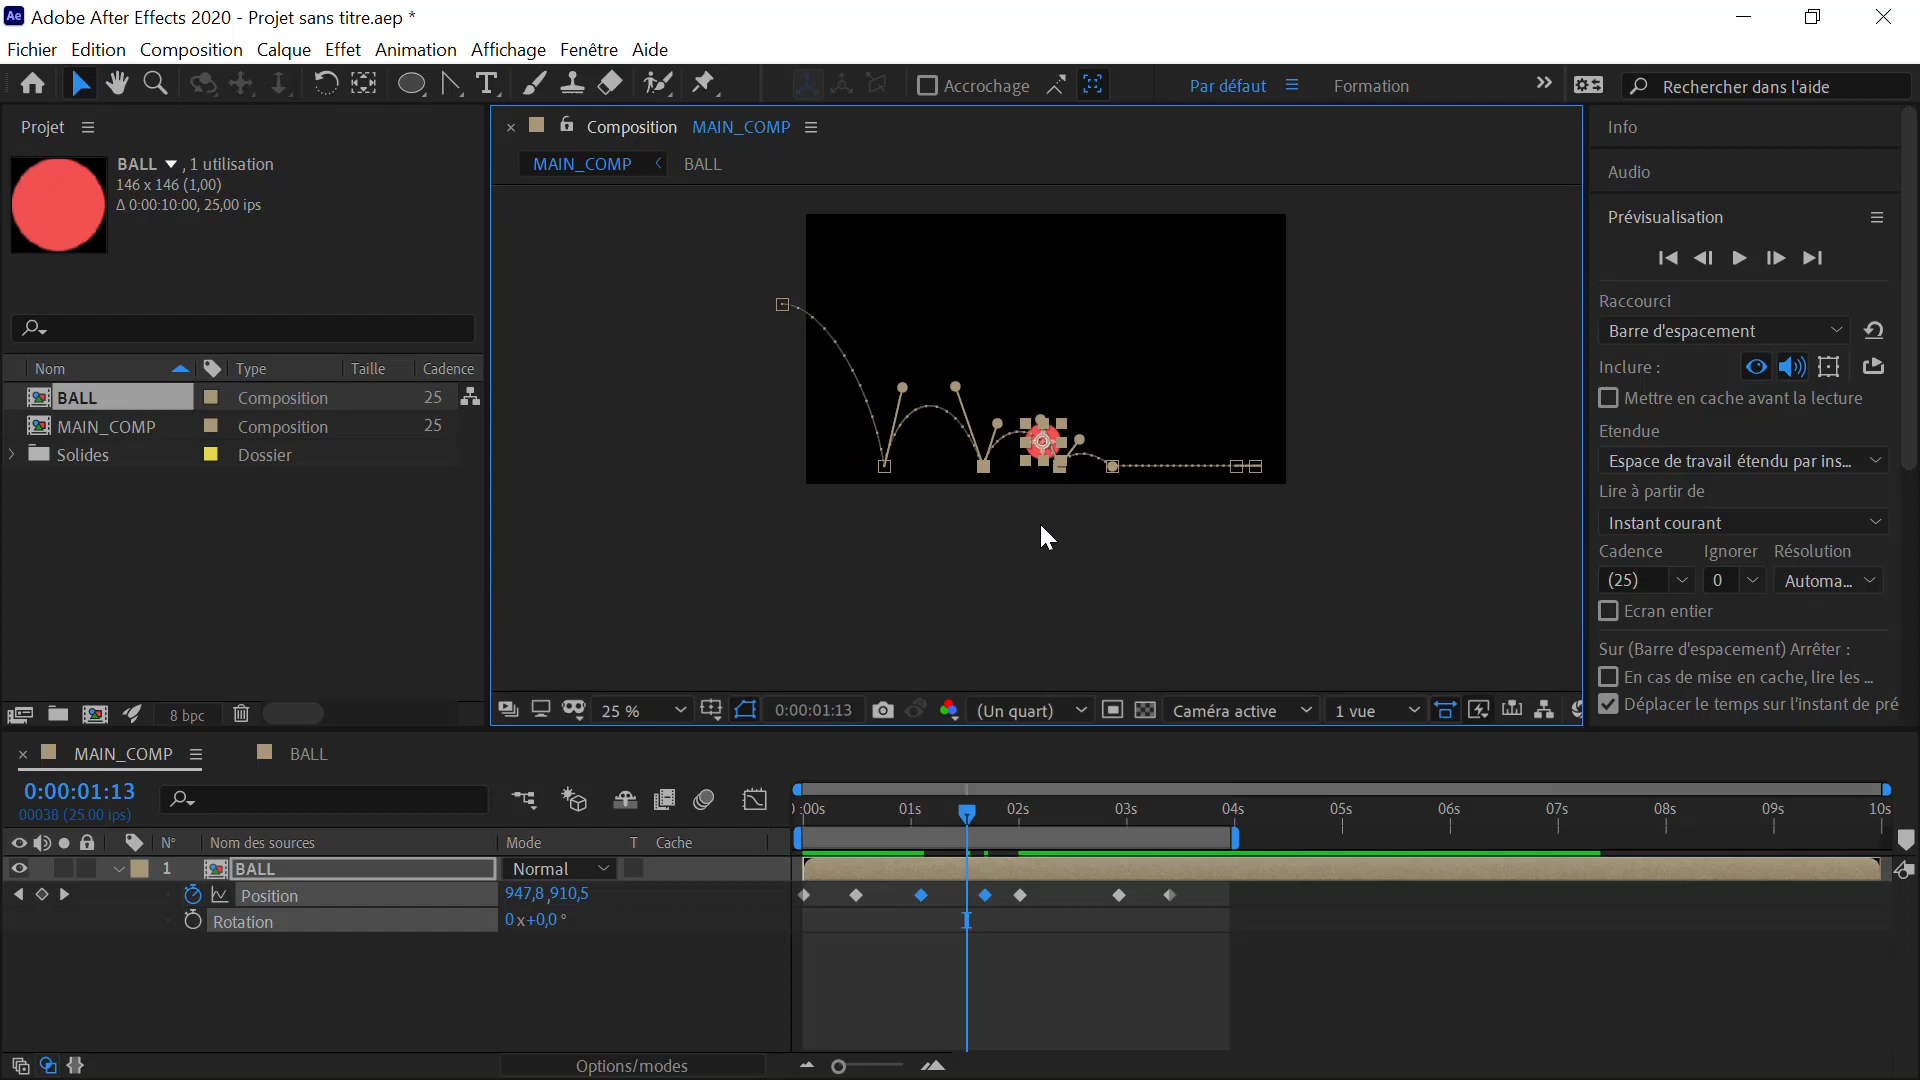 Ae Adobe After Effects 2020 - Projet sans titre.aep *
Fichier Edition Composition Calque Effet Animation Affichage Fenêtre Aide
Accrochage Par défaut Formation Rechercher dans l'aide
Projet
BALL , 1 utilisation
146 x 146 (1,00)
Δ 0:00:10:00, 25,00 ips
Nom Type Taille Cadence
BALL Composition 25
MAIN_COMP Composition 25
Solides Dossier
8 bpc
Composition MAIN_COMP
MAIN_COMP BALL
25 % 0:00:01:13 (Un quart) Caméra active 1 vue
Info
Audio
Prévisualisation
Raccourci
Barre d'espacement
Inclure :
Mettre en cache avant la lecture
Etendue
Espace de travail étendu par ins...
Lire à partir de
Instant courant
Cadence Ignorer Résolution
(25) 0 Automa...
Ecran entier
Sur (Barre d'espacement) Arrêter :
En cas de mise en cache, lire les ...
Déplacer le temps sur l'instant de pré
MAIN_COMP BALL
0:00:01:13
00038 (25.00 ips)
):00s 01s 02s 03s 04s 05s 06s 07s 08s 09s 10s
N° Nom des sources Mode T Cache
1 BALL Normal
Position 947,8 ,910,5
Rotation 0 x+0,0 °
Options/modes